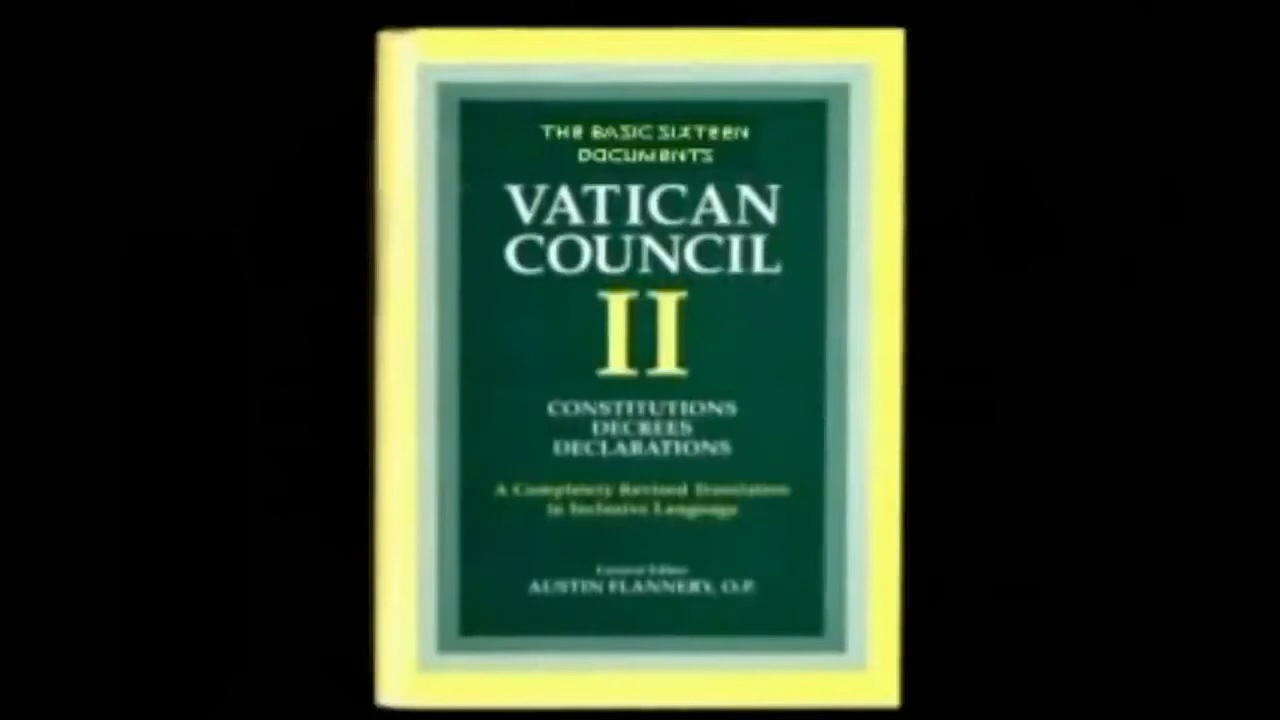 THE BASIC SIXTEEN
DOCUMENTS
VATICAN
COUNCIL
II
CONSTITUTIONS
DECREES
DECLARATIONS
A Completely Revised Translation
in Inclusive Language
General Editor
AUSTIN FLANNERY, O.P.